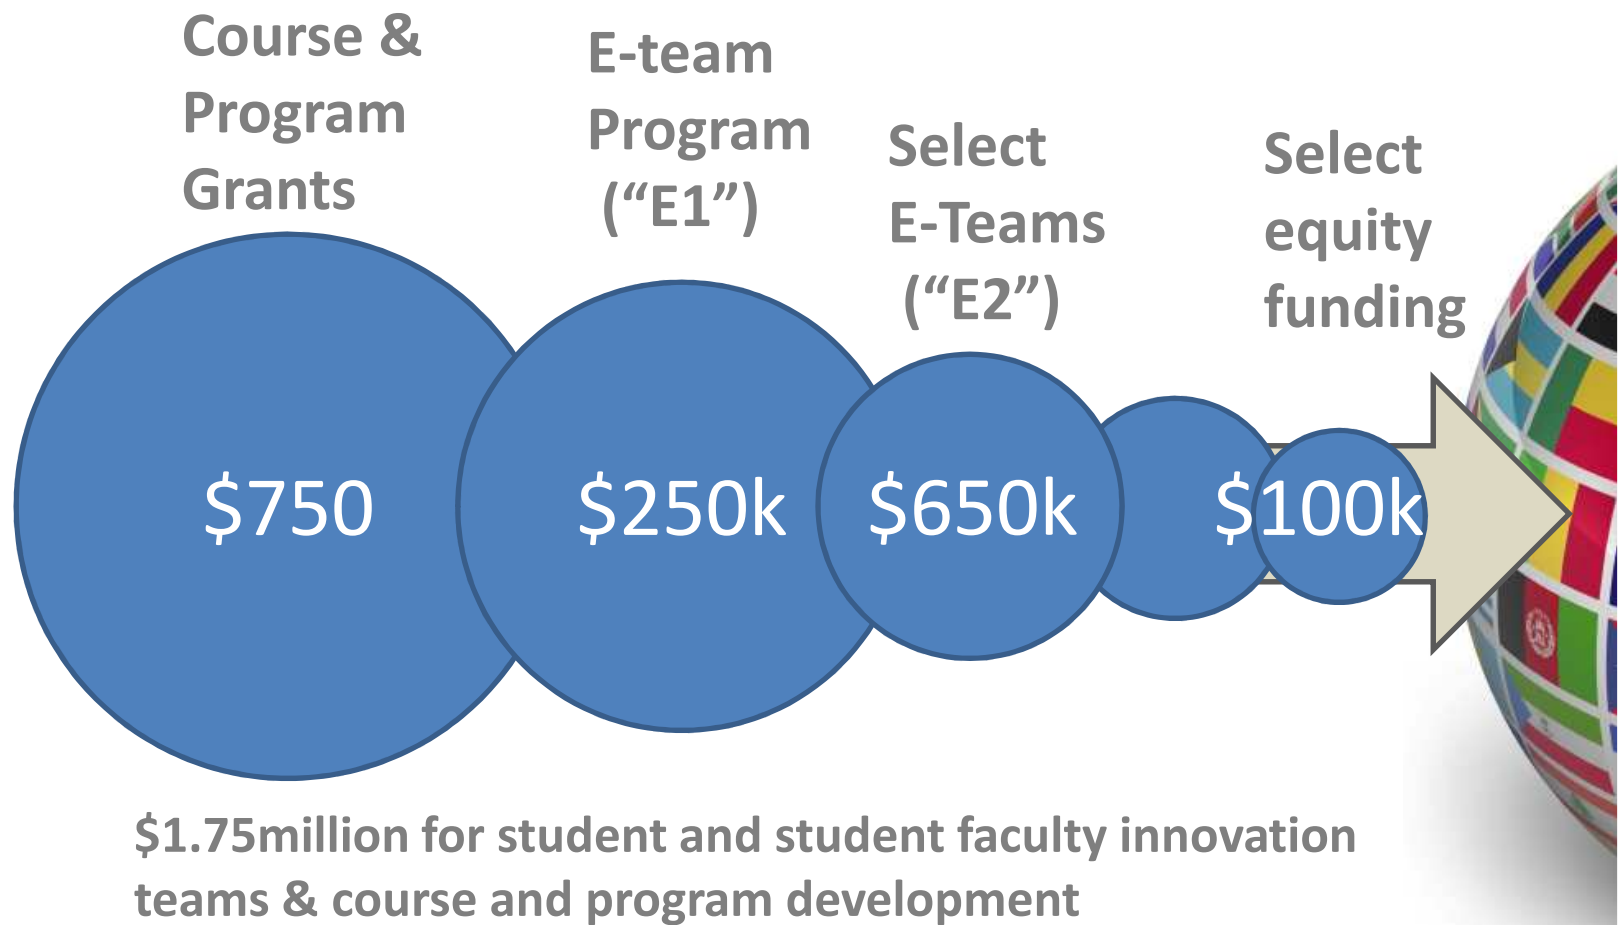 Course &
Program
Grants
E-team
Program
(“E1”)
Select
E-Teams
(“E2”)
Select
equity
funding
$750
$250k
$650k
$100k
$1.75million for student and student faculty innovation
teams & course and program development